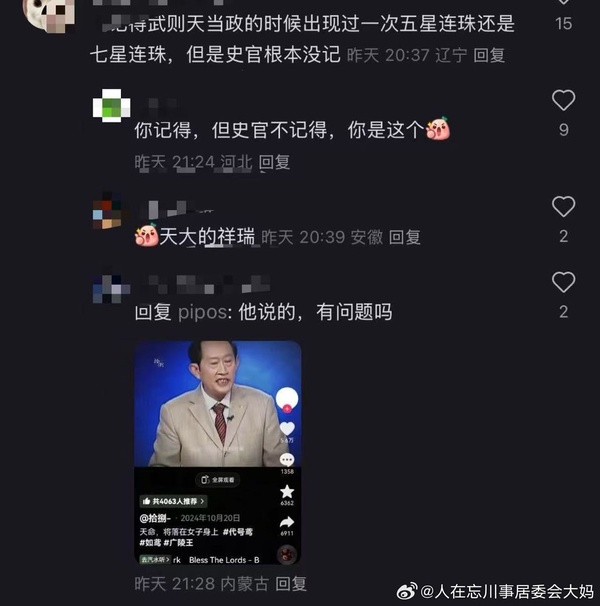 记得武则天当政的时候出现过一次五星连珠还是
15
七星连珠，但是史官根本没记 昨天 20:37 辽宁 回复
你记得，但史官不记得，你是这个
9
昨天 21:24 河北 回复
天大的祥瑞 昨天 20:39 安徽 回复
2
回复 pipos: 他说的，有问题吗
2
1358
全屏观看
共4063人推荐 >
6362
@拾捌- · 2024年10月20日
天命，将落在女子身上 #代号鸢
#如鸢 #广陵王
6911
去汽水听 > rk Bless The Lords - B
昨天 21:28 内蒙古 回复
@人在忘川事居委会大妈